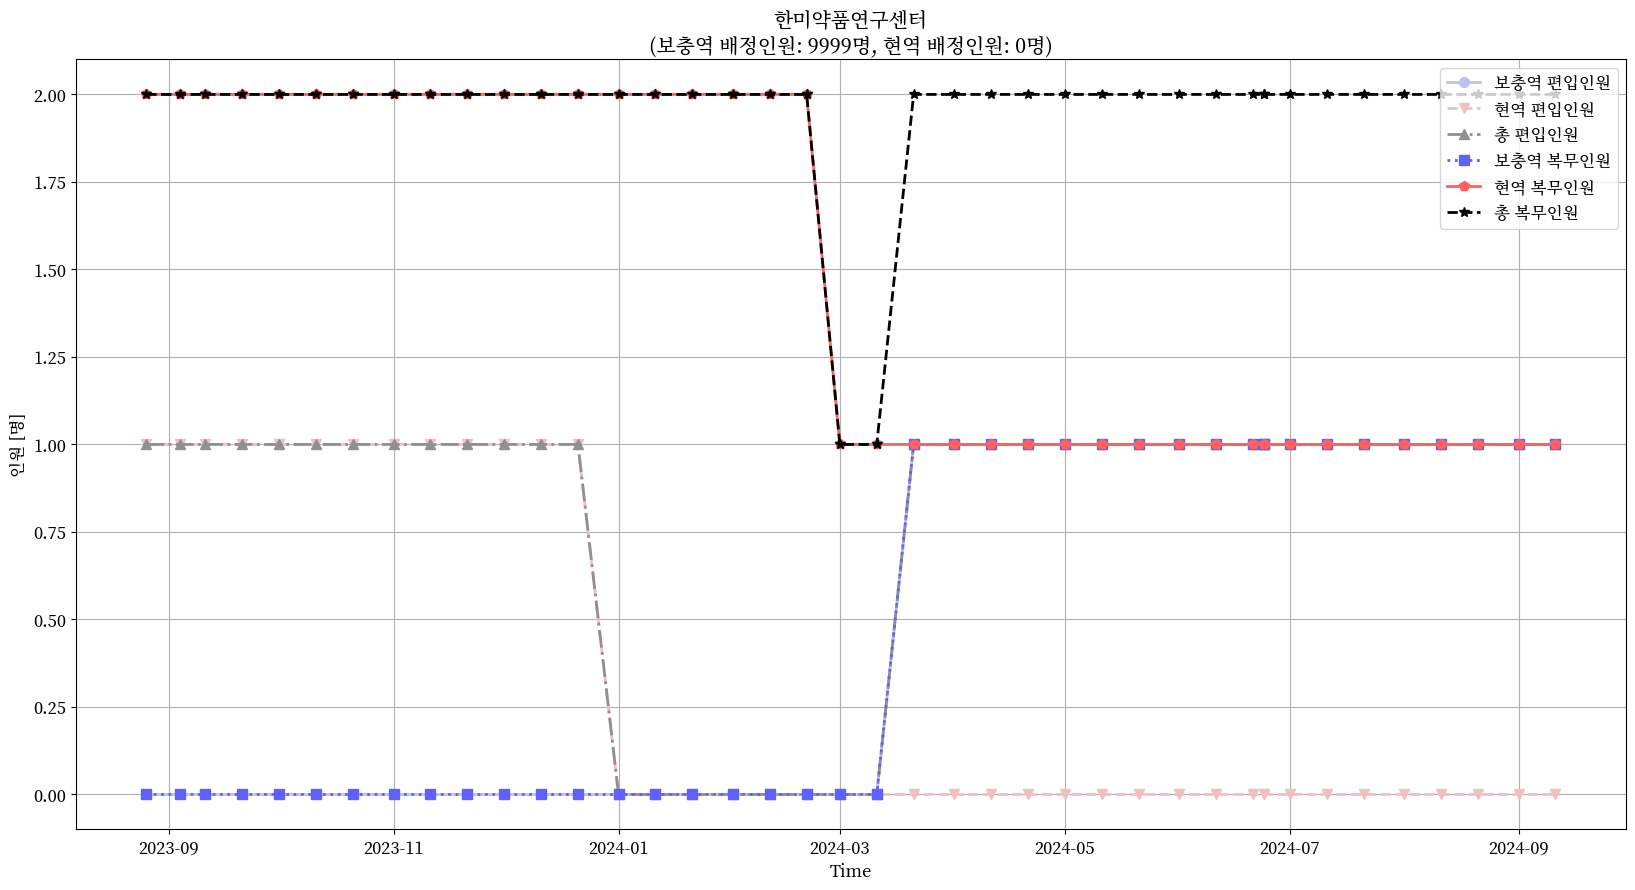 한미약품연구센터
(보충역 배정인원: 9999명, 현역 배정인원: 0명)
보충역 편입인원
현역 편입인원
총 편입인원
보충역 복무인원
현역 복무인원
총 복무인원
인원 [명]
2.00
1.75
1.50
1.25
1.00
0.75
0.50
0.25
0.00
2023-09 2023-11 2024-01 2024-03 2024-05 2024-07 2024-09
Time